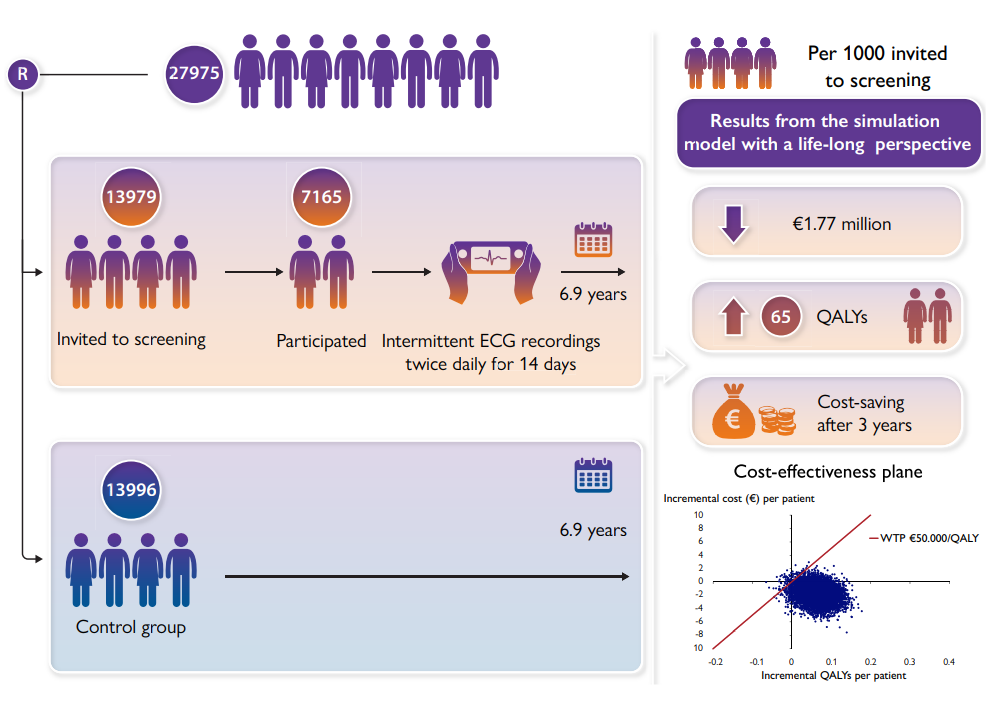 R
27975
13979
7165
6.9 years
Invited to screening
Participated
Intermittent ECG recordings
twice daily for 14 days
13996
6.9 years
Control group
Per 1000 invited
to screening
Results from the simulation
model with a life-long perspective
€1.77 million
65
QALYs
€
Cost-saving
after 3 years
Cost-effectiveness plane
Incremental cost (€) per patient
10
8
6
4
2
0
-2
-4
-6
-8
10
WTP €50.000/QALY
-0.2 -0.1 0 0.1 0.2 0.3 0.4
Incremental QALYs per patient